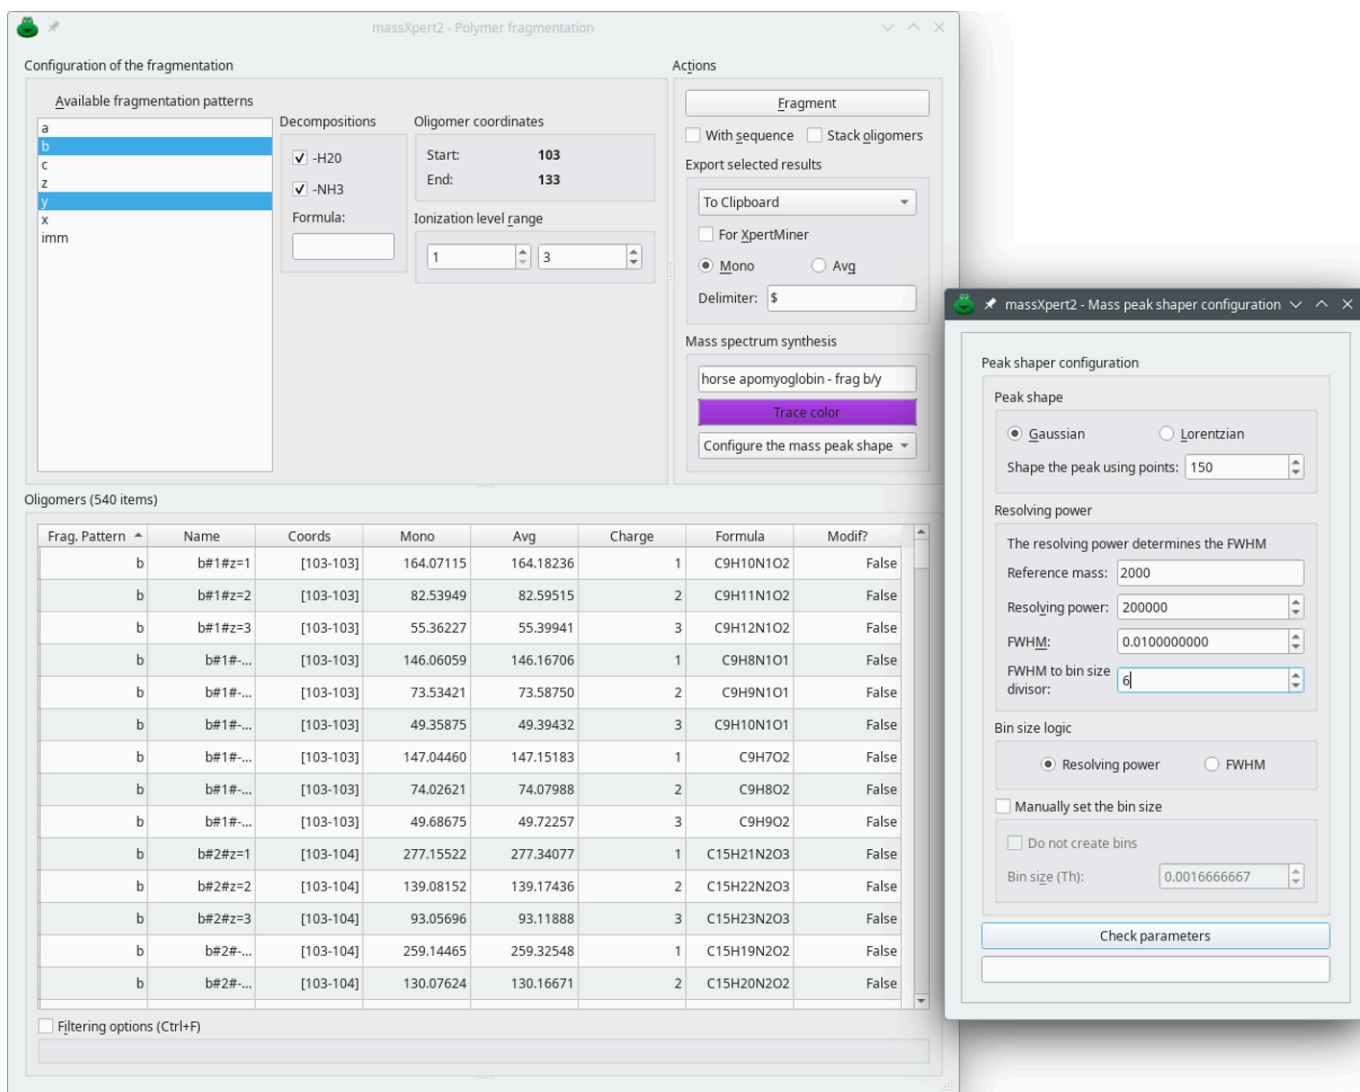 massXpert2 - Polymer fragmentation
Configuration of the fragmentation
Available fragmentation patterns
a
b
c
z
y
x
imm
Decompositions
-H20
-NH3
Formula:
Oligomer coordinates
Start: 103
End: 133
Ionization level range
1 3
Actions
Fragment
With sequence Stack oligomers
Export selected results
To Clipboard
For XpertMiner
Mono Avg
Delimiter: $
Mass spectrum synthesis
horse apomyoglobin - frag b/y
Trace color
Configure the mass peak shape
Oligomers (540 items)
Frag. Pattern Name Coords Mono Avg Charge Formula Modif?
b b#1#z=1 [103-103] 164.07115 164.18236 1 C9H10N1O2 False
b b#1#z=2 [103-103] 82.53949 82.59515 2 C9H11N1O2 False
b b#1#z=3 [103-103] 55.36227 55.39941 3 C9H12N1O2 False
b b#1#-... [103-103] 146.06059 146.16706 1 C9H8N1O1 False
b b#1#-... [103-103] 73.53421 73.58750 2 C9H9N1O1 False
b b#1#-... [103-103] 49.35875 49.39432 3 C9H10N1O1 False
b b#1#-... [103-103] 147.04460 147.15183 1 C9H7O2 False
b b#1#-... [103-103] 74.02621 74.07988 2 C9H8O2 False
b b#1#-... [103-103] 49.68675 49.72257 3 C9H9O2 False
b b#2#z=1 [103-104] 277.15522 277.34077 1 C15H21N2O3 False
b b#2#z=2 [103-104] 139.08152 139.17436 2 C15H22N2O3 False
b b#2#z=3 [103-104] 93.05696 93.11888 3 C15H23N2O3 False
b b#2#-... [103-104] 259.14465 259.32548 1 C15H19N2O2 False
b b#2#-... [103-104] 130.07624 130.16671 2 C15H20N2O2 False
Filtering options (Ctrl+F)
massXpert2 - Mass peak shaper configuration
Peak shaper configuration
Peak shape
Gaussian Lorentzian
Shape the peak using points: 150
Resolving power
The resolving power determines the FWHM
Reference mass: 2000
Resolving power: 200000
FWHM: 0.0100000000
FWHM to bin size
divisor: 6
Bin size logic
Resolving power FWHM
Manually set the bin size
Do not create bins
Bin size (Th): 0.0016666667
Check parameters